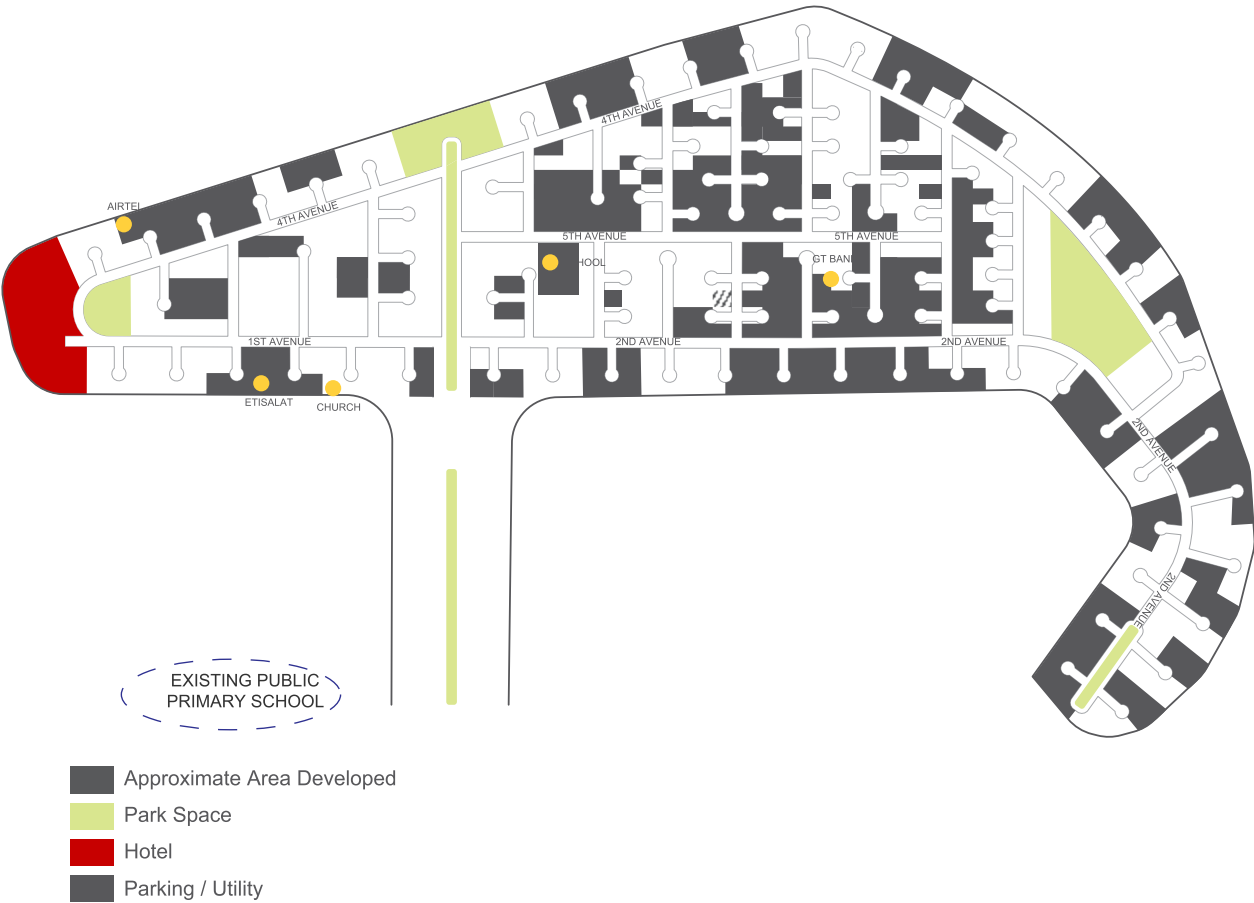 4TH AVENUE
AIRTEL
4TH AVENUE
5TH AVENUE
5TH AVENUE
HOOL
GT BANK
1ST AVENUE
2ND AVENUE
2ND AVENUE
ETISALAT
CHURCH
2ND AVENUE
2ND AVENUE
EXISTING PUBLIC
PRIMARY SCHOOL
Approximate Area Developed
Park Space
Hotel
Parking / Utility